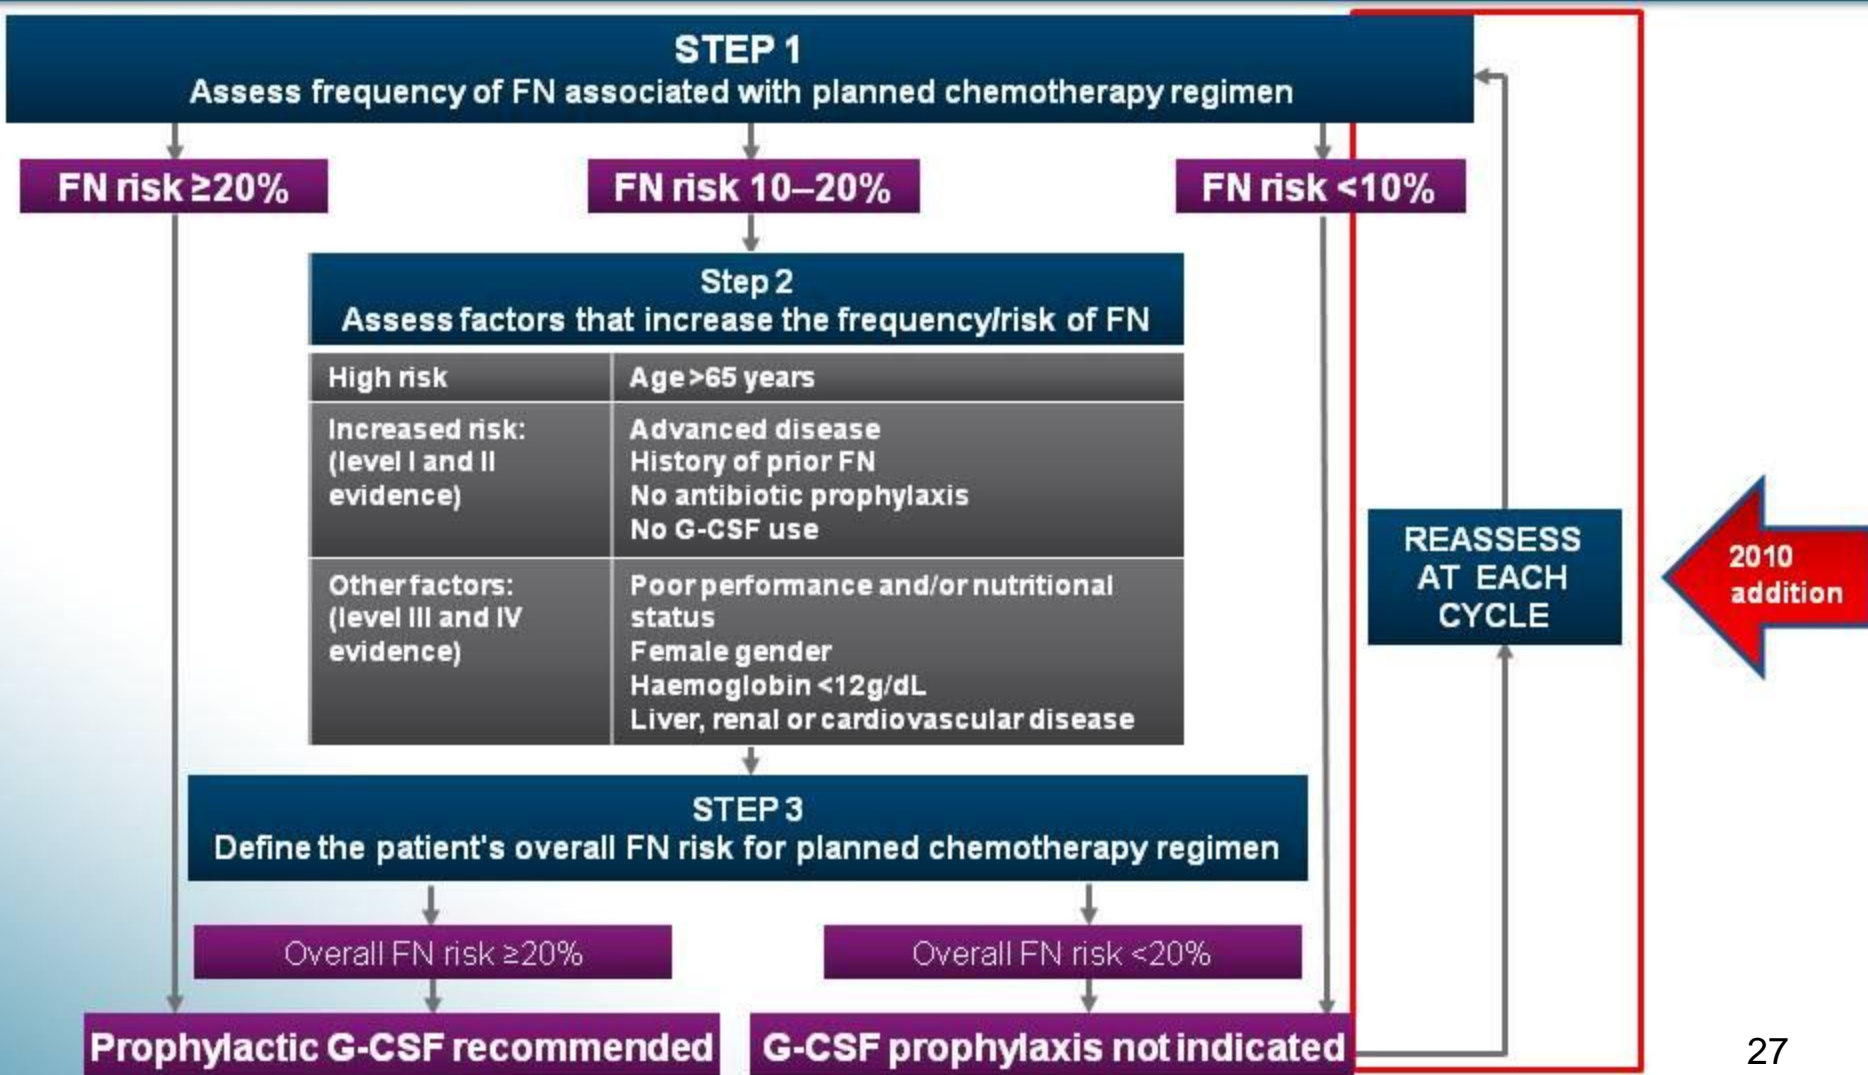 STEP 1
Assess frequency of FN associated with planned chemotherapy regimen
FN risk ≥20%
FN risk 10–20%
FN risk <10%
Step 2
Assess factors that increase the frequency/risk of FN
High risk
Age >65 years
Increased risk:
(level I and II
evidence)
Advanced disease
History of prior FN
No antibiotic prophylaxis
No G-CSF use
Other factors:
(level III and IV
evidence)
Poor performance and/or nutritional
status
Female gender
Haemoglobin <12g/dL
Liver, renal or cardiovascular disease
STEP 3
Define the patient's overall FN risk for planned chemotherapy regimen
Overall FN risk ≥20%
Overall FN risk <20%
Prophylactic G-CSF recommended
G-CSF prophylaxis not indicated
REASSESS
AT EACH
CYCLE
2010
addition
27